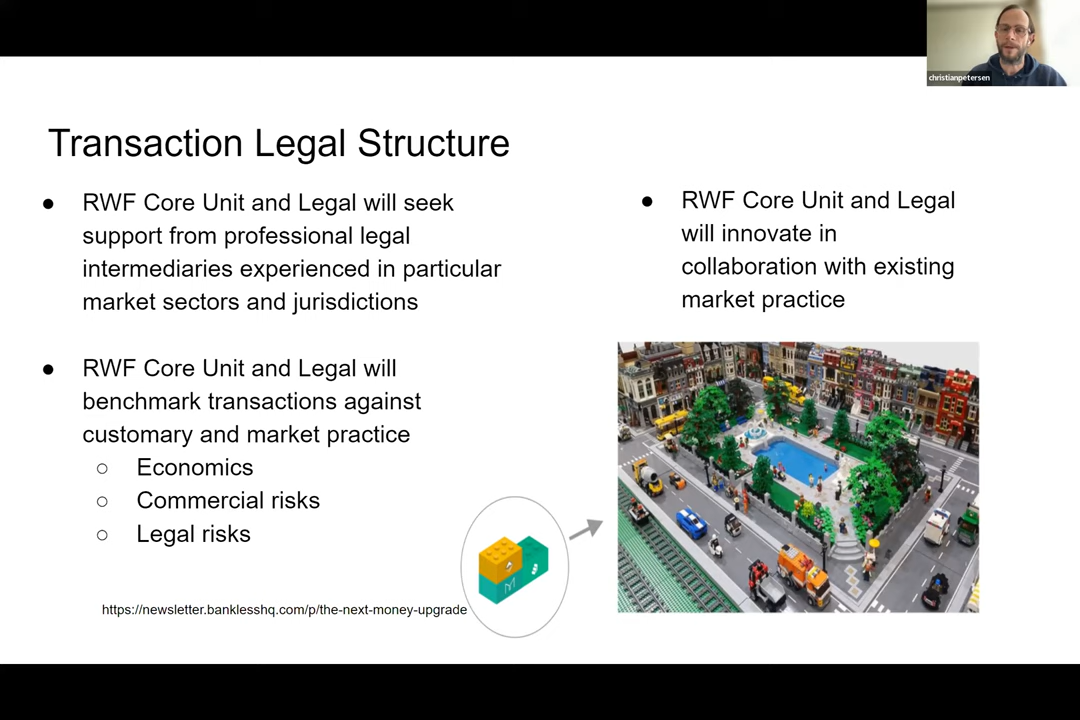 christianpetersen
Transaction Legal Structure
● RWF Core Unit and Legal will seek
support from professional legal
intermediaries experienced in particular
market sectors and jurisdictions
● RWF Core Unit and Legal will
benchmark transactions against
customary and market practice
○ Economics
○ Commercial risks
○ Legal risks
https://newsletter.banklesshq.com/p/the-next-money-upgrade
● RWF Core Unit and Legal
will innovate in
collaboration with existing
market practice